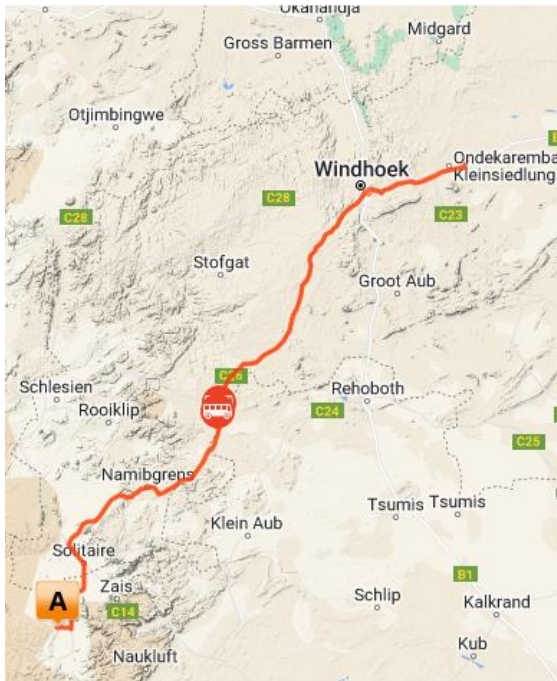 Okahandja
Midgard
Gross Barmen
Otjimbingwe
B
Ondekaremba
Kleinsiedlung
Windhoek
C28
C28
C23
Stofgat
Groot Aub
C26
Schlesien
Rooiklip
Rehoboth
C24
C25
Namibgrens
Tsumis
Tsumis
Klein Aub
Solitaire
B1
Zais
A
C14
Schlip
Kalkrand
Kub
Naukluft